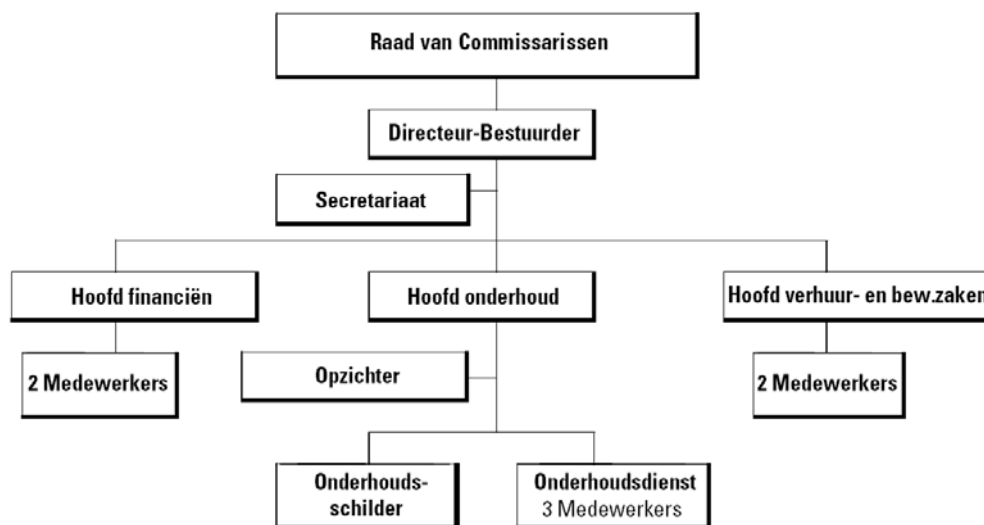 Raad van Commissarissen
Directeur-Bestuurder
Secretariaat
Hoofd financiën
Hoofd onderhoud
Hoofd verhuur- en bew.zaken
2 Medewerkers
Opzichter
2 Medewerkers
Onderhouds-
schilder
Onderhoudsdienst
3 Medewerkers